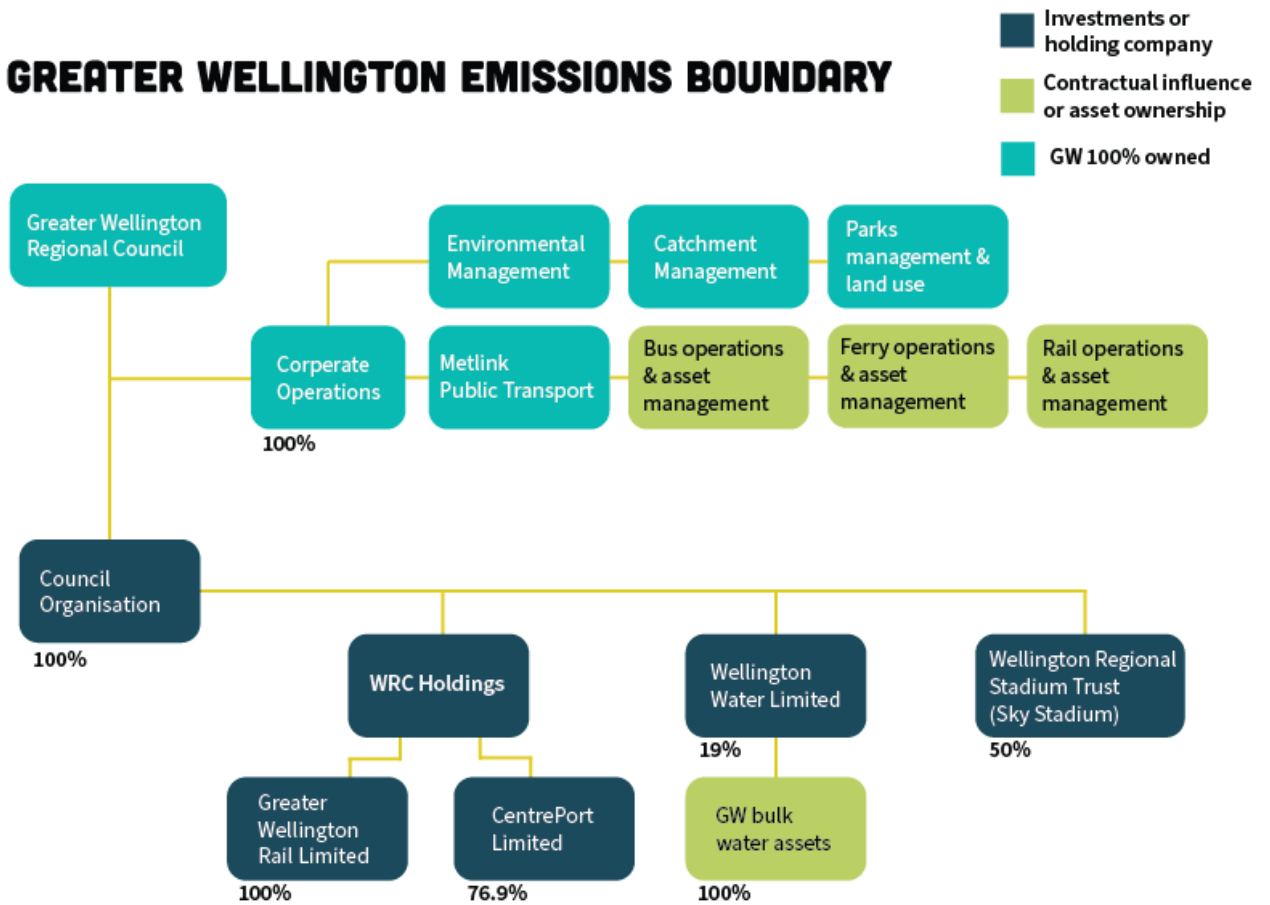 GREATER WELLINGTON EMISSIONS BOUNDARY
Investments or
holding company
Contractual influence
or asset ownership
GW 100% owned
Greater Wellington
Regional Council
Environmental
Management
Catchment
Management
Parks
management &
land use
Corperate
Operations
100%
Metlink
Public Transport
Bus operations
& asset
management
Ferry operations
& asset
management
Rail operations
& asset
management
Council
Organisation
100%
WRC Holdings
Wellington
Water Limited
19%
Wellington Regional
Stadium Trust
(Sky Stadium)
50%
Greater
Wellington
Rail Limited
100%
CentrePort
Limited
76.9%
GW bulk
water assets
100%